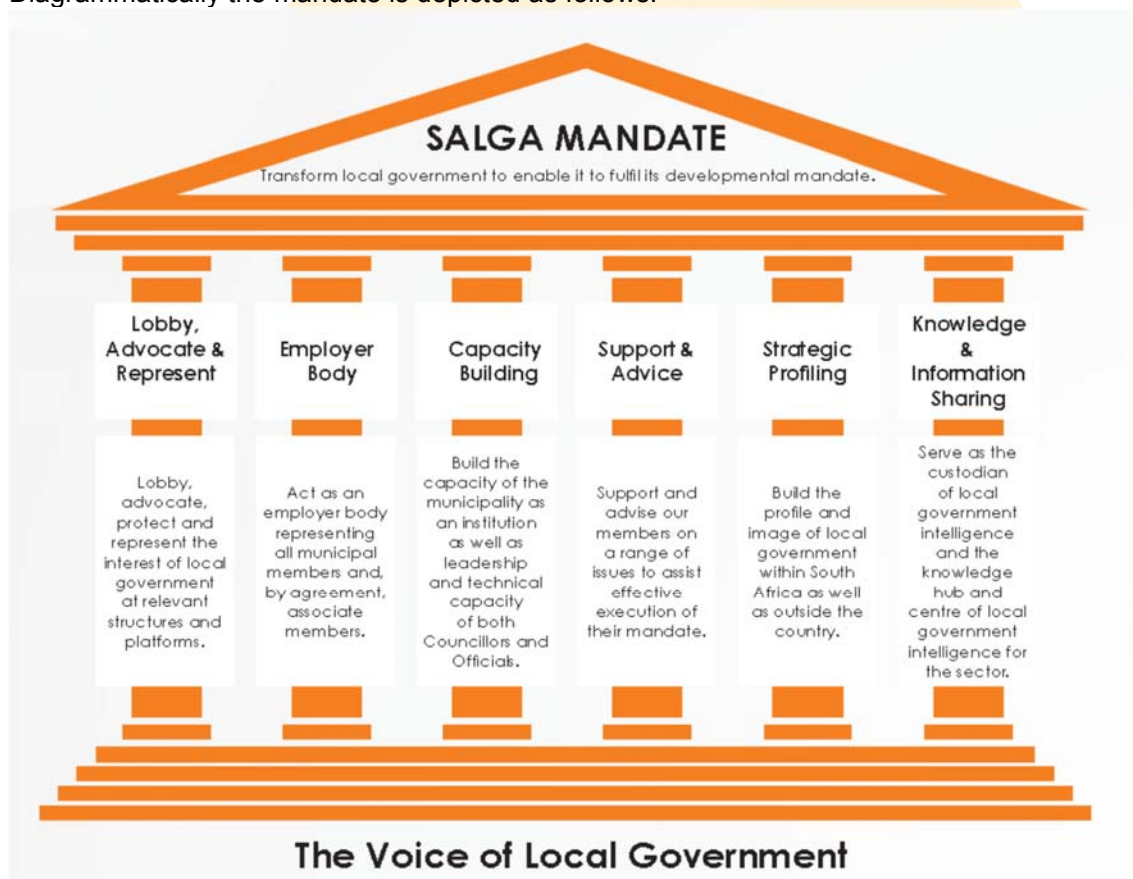 Diagrammatically the mandate is depicted as follows:
SALGA MANDATE
Transform local government to enable it to fulfil its developmental mandate.
Lobby,
Advocate &
Represent
Employer
Body
Capacity
Building
Support &
Advice
Strategic
Profiling
Knowledge
&
Information
Sharing
Lobby,
advocate,
protect and
represent the
interest of local
government
at relevant
structures and
platforms.
Act as an
employer body
representing
all municipal
members and,
by agreement,
associate
members.
Build the
capacity of the
municipality as
an institution
as well as
leadership
and technical
capacity
of both
Councillors and
Officials.
Support and
advise our
members on
a range of
issues to assist
effective
execution of
their mandate.
Build the
profile and
image of local
government
within South
Africa as well
as outside the
country.
Serve as the
custodian
of local
government
intelligence
and the
knowledge
hub and
centre of local
government
intelligence for
the sector.
The Voice of Local Government